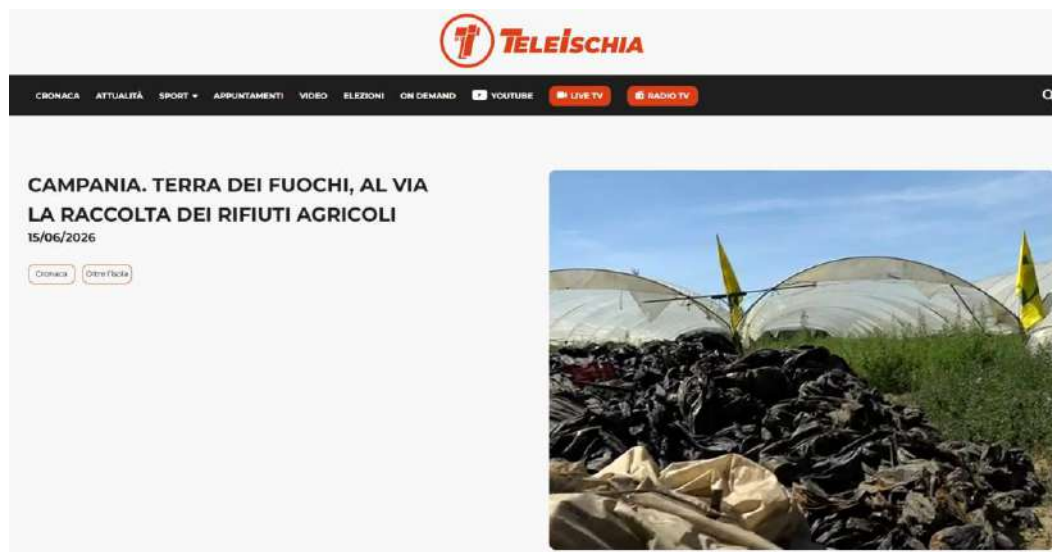 TELEISCHIA
CRONACA ATTUALITÀ SPORT APPUNTAMENTI VIDEO ELEZIONI ON DEMAND YOUTUBE LIVE TV RADIO TV
CAMPANIA. TERRA DEI FUOCHI, AL VIA
LA RACCOLTA DEI RIFIUTI AGRICOLI
15/06/2026
Cronaca Oltre l'isola